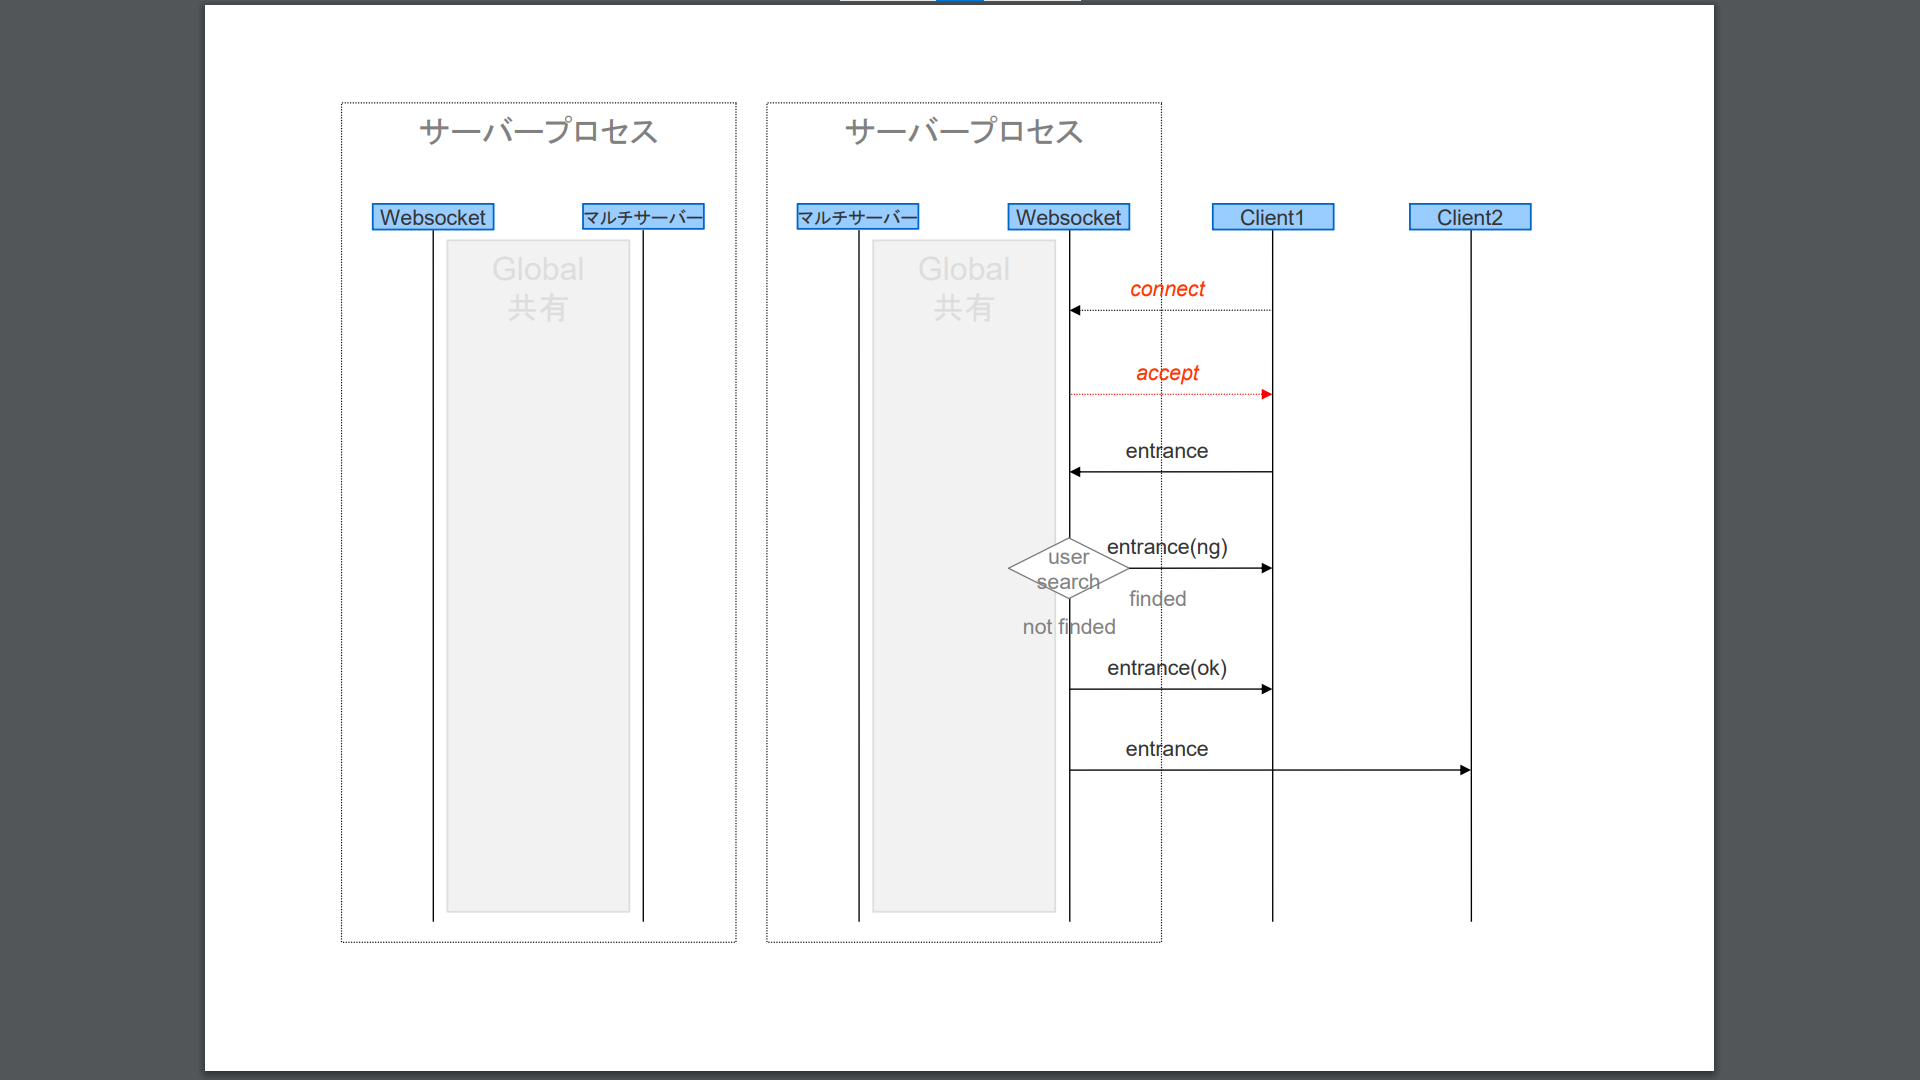 サーバープロセス
サーバープロセス
Websocket
マルチサーバー
マルチサーバー
Websocket
Client1
Client2
Global
共有
Global
共有
connect
accept
entrance
user
search
entrance(ng)
finded
not finded
entrance(ok)
entrance